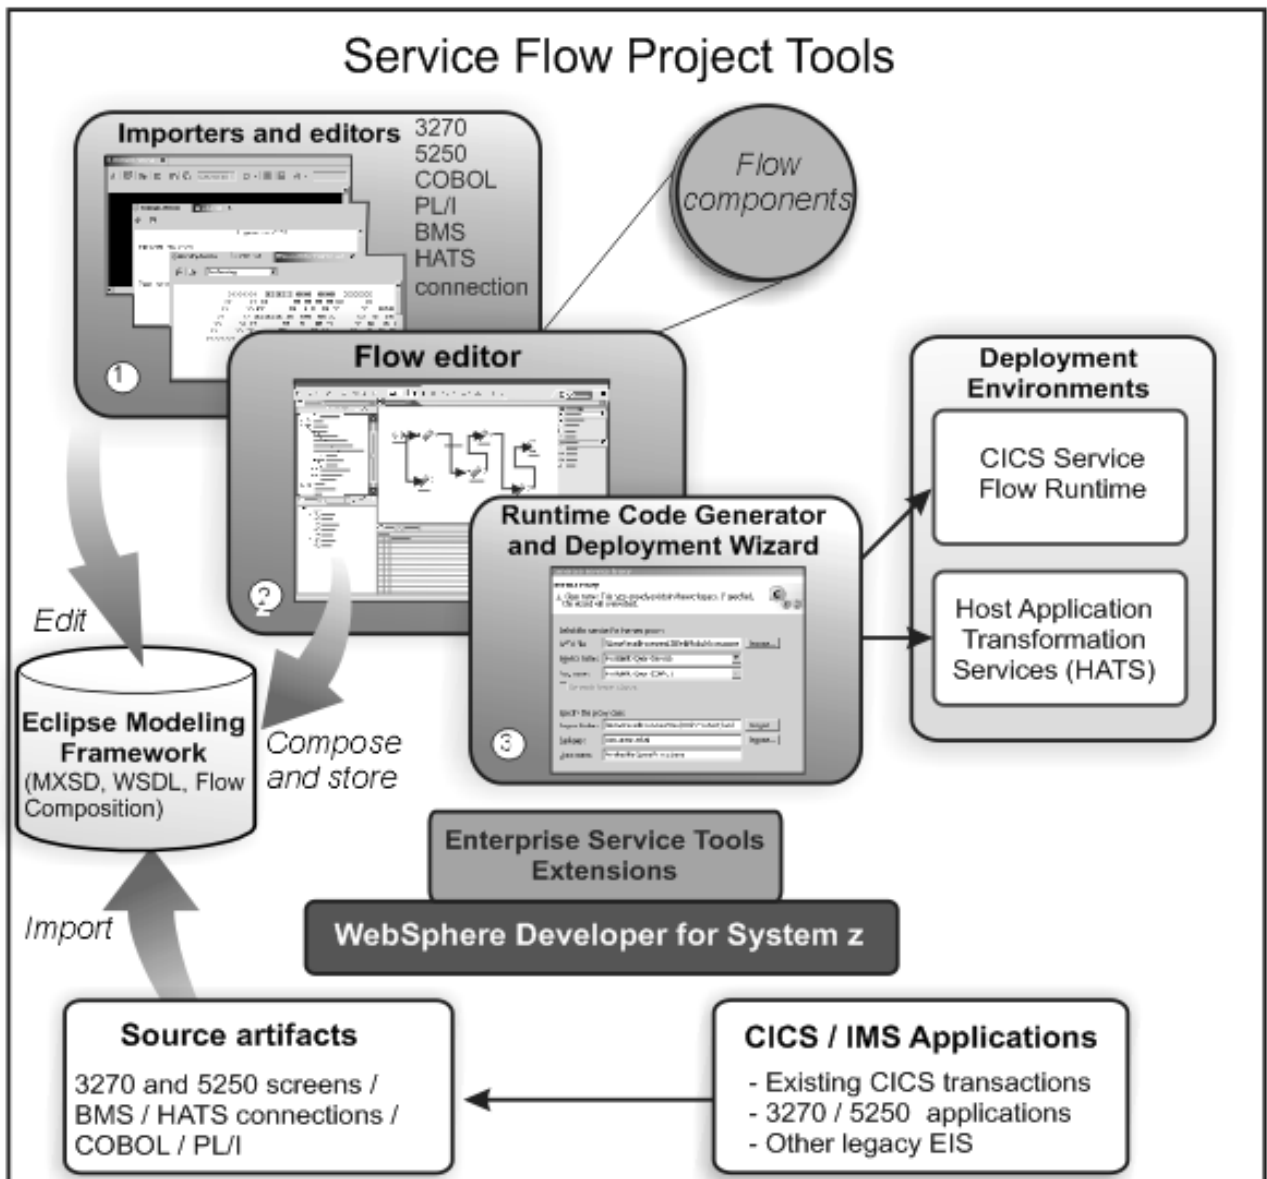 Service Flow Project Tools
Importers and editors
3270
5250
COBOL
PL/I
BMS
HATS
connection
1
Flow
components
Flow editor
2
Runtime Code Generator
and Deployment Wizard
3
Deployment
Environments
CICS Service
Flow Runtime
Host Application
Transformation
Services (HATS)
Edit
Eclipse Modeling
Framework
(MXSD, WSDL, Flow
Composition)
Compose
and store
Enterprise Service Tools
Extensions
WebSphere Developer for System z
Import
Source artifacts
3270 and 5250 screens /
BMS / HATS connections /
COBOL / PL/I
CICS / IMS Applications
- Existing CICS transactions
- 3270 / 5250 applications
- Other legacy EIS